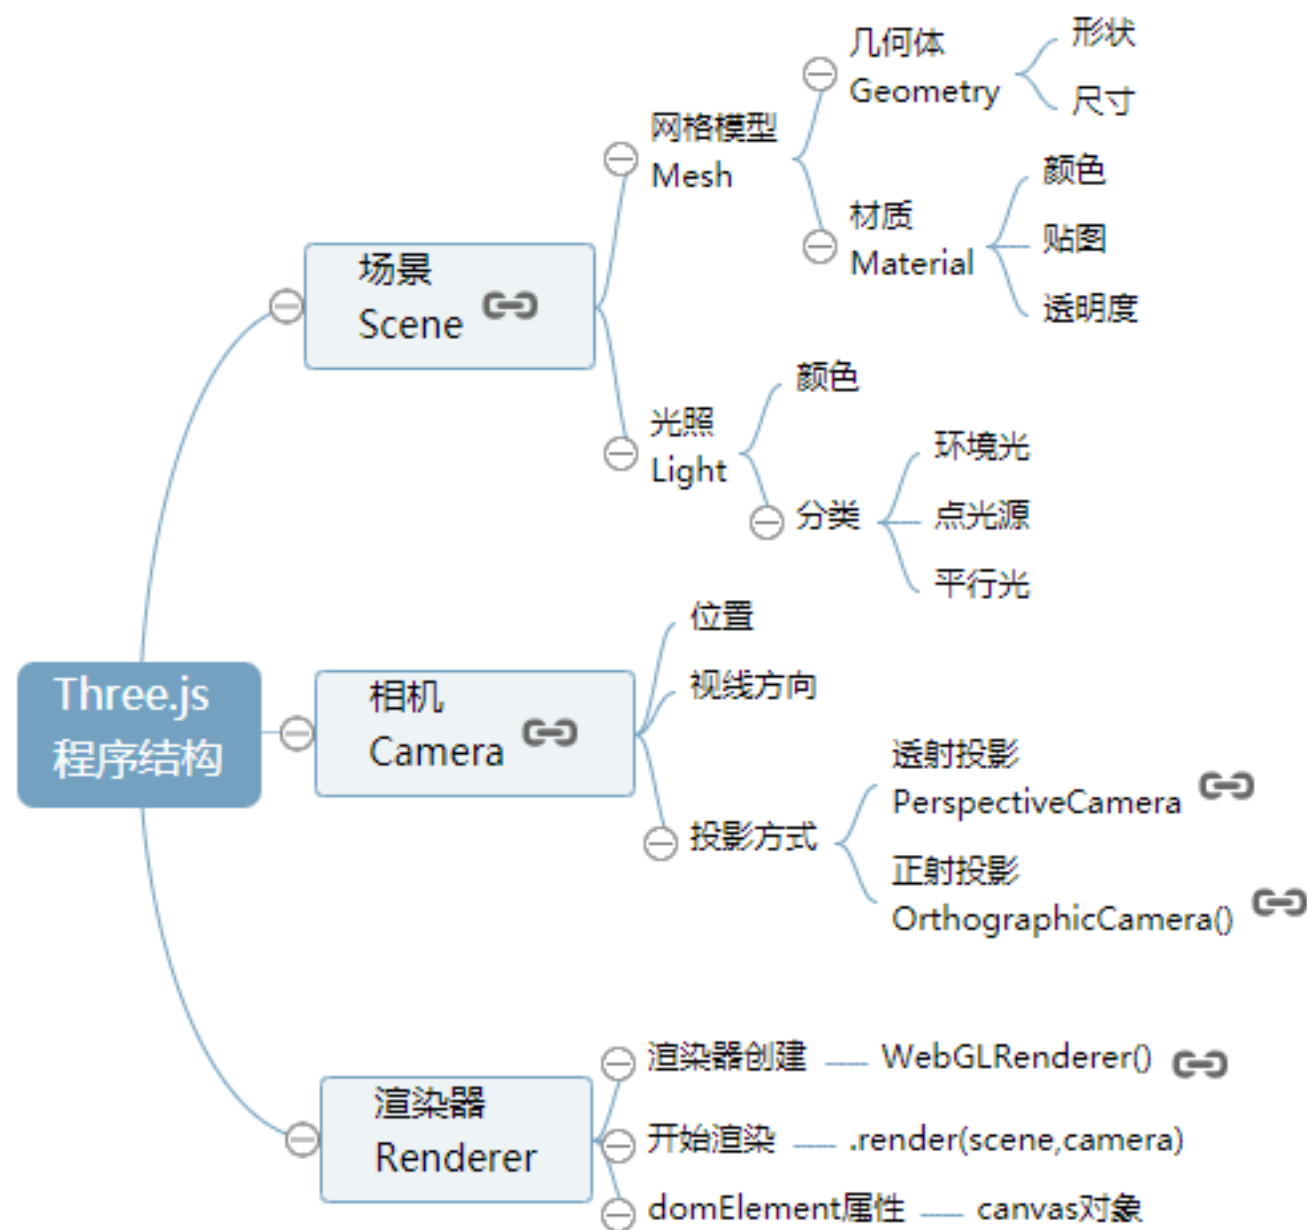 Three.js
程序结构
场景
Scene
网格模型
Mesh
几何体
Geometry
形状
尺寸
材质
Material
颜色
贴图
透明度
光照
Light
颜色
分类
环境光
点光源
平行光
相机
Camera
位置
视线方向
投影方式
透射投影
PerspectiveCamera
正射投影
OrthographicCamera()
渲染器
Renderer
渲染器创建
WebGLRenderer()
开始渲染
.render(scene,camera)
domElement属性
canvas对象